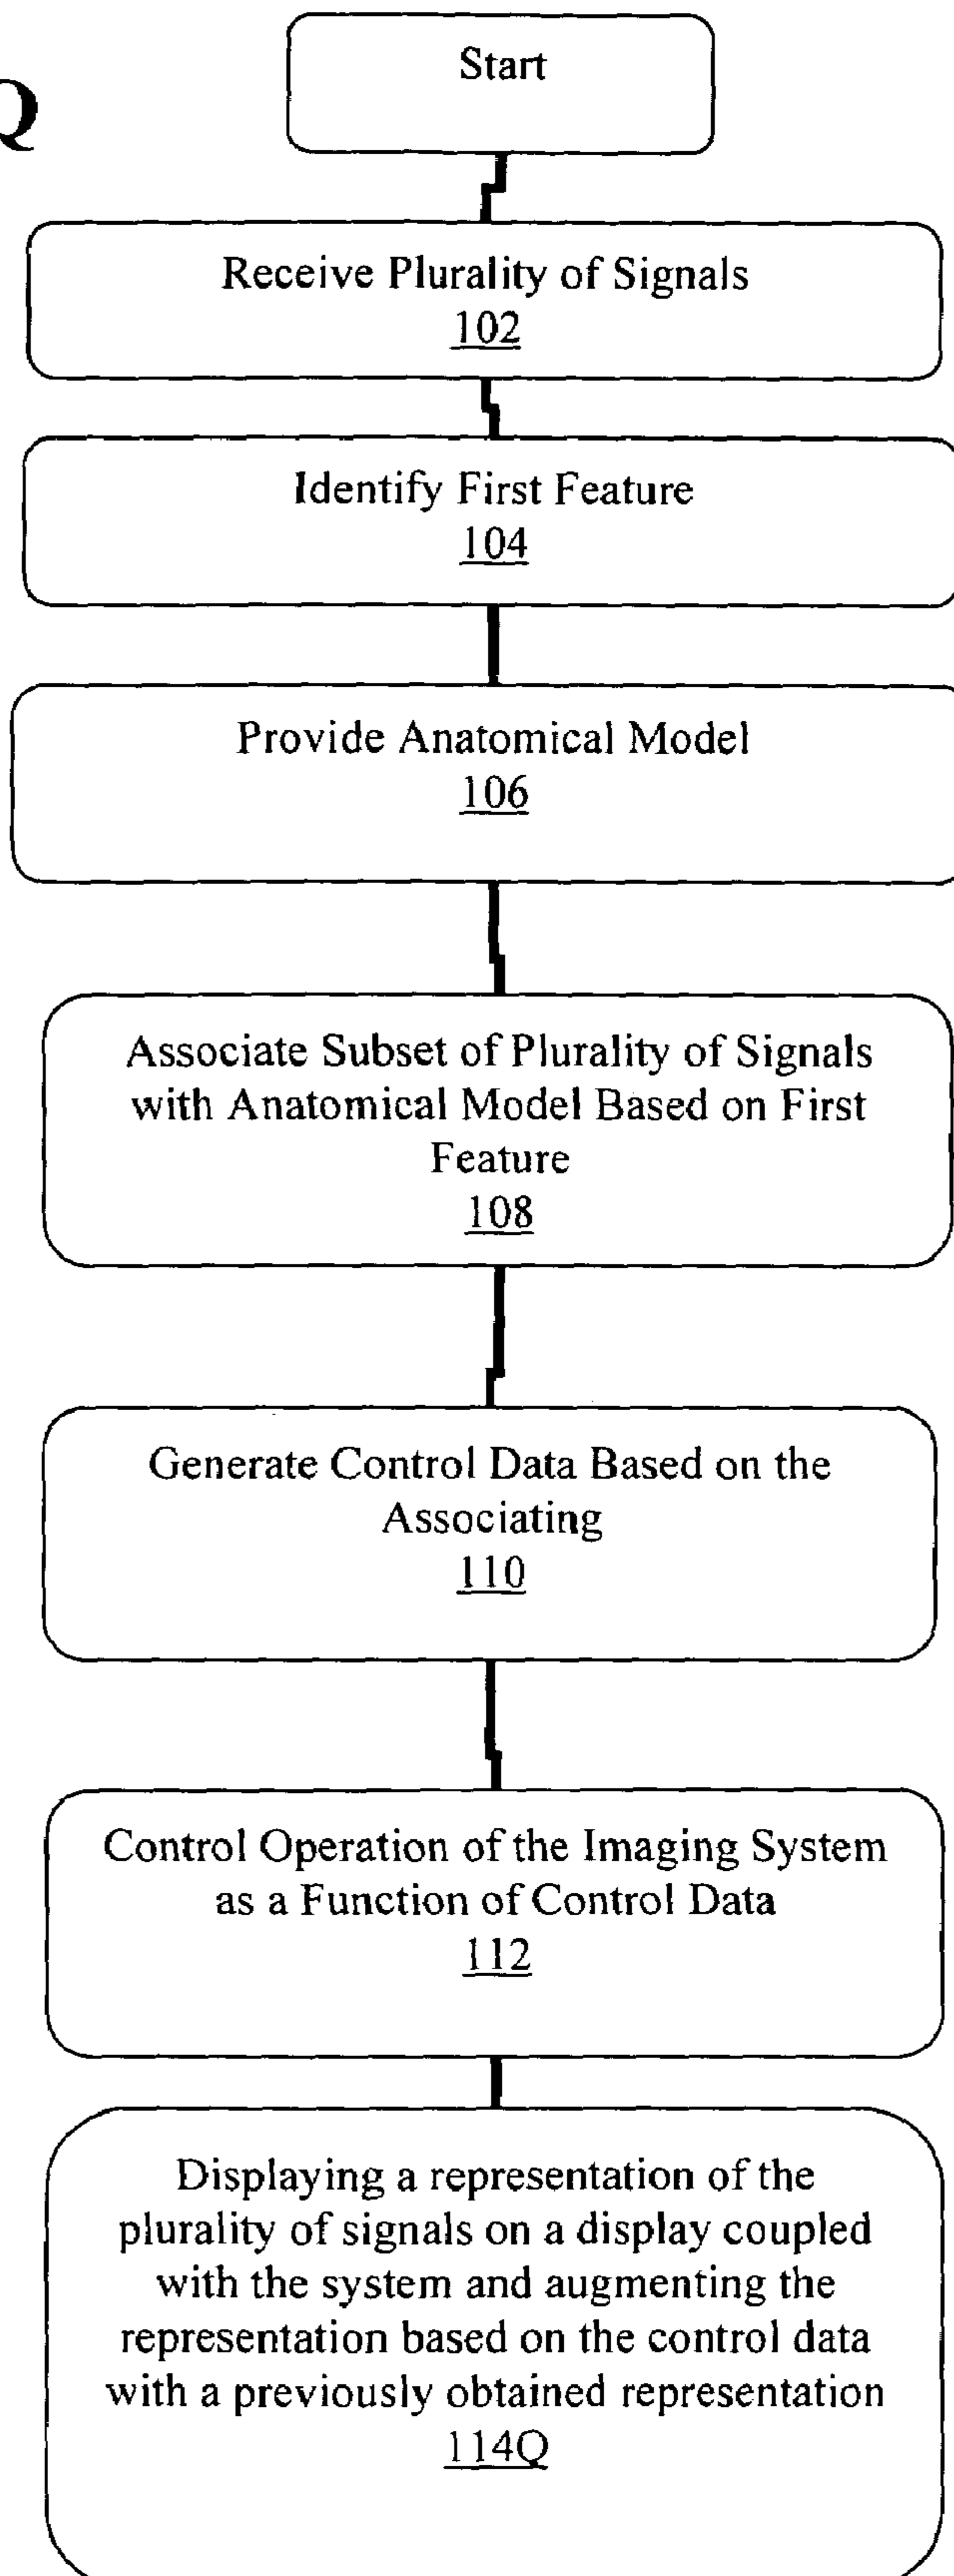 Q
Start
Receive Plurality of Signals
102
Identify First Feature
104
Provide Anatomical Model
106
Associate Subset of Plurality of Signals
with Anatomical Model Based on First
Feature
108
Generate Control Data Based on the
Associating
110
Control Operation of the Imaging System
as a Function of Control Data
112
Displaying a representation of the
plurality of signals on a display coupled
with the system and augmenting the
representation based on the control data
with a previously obtained representation
114Q